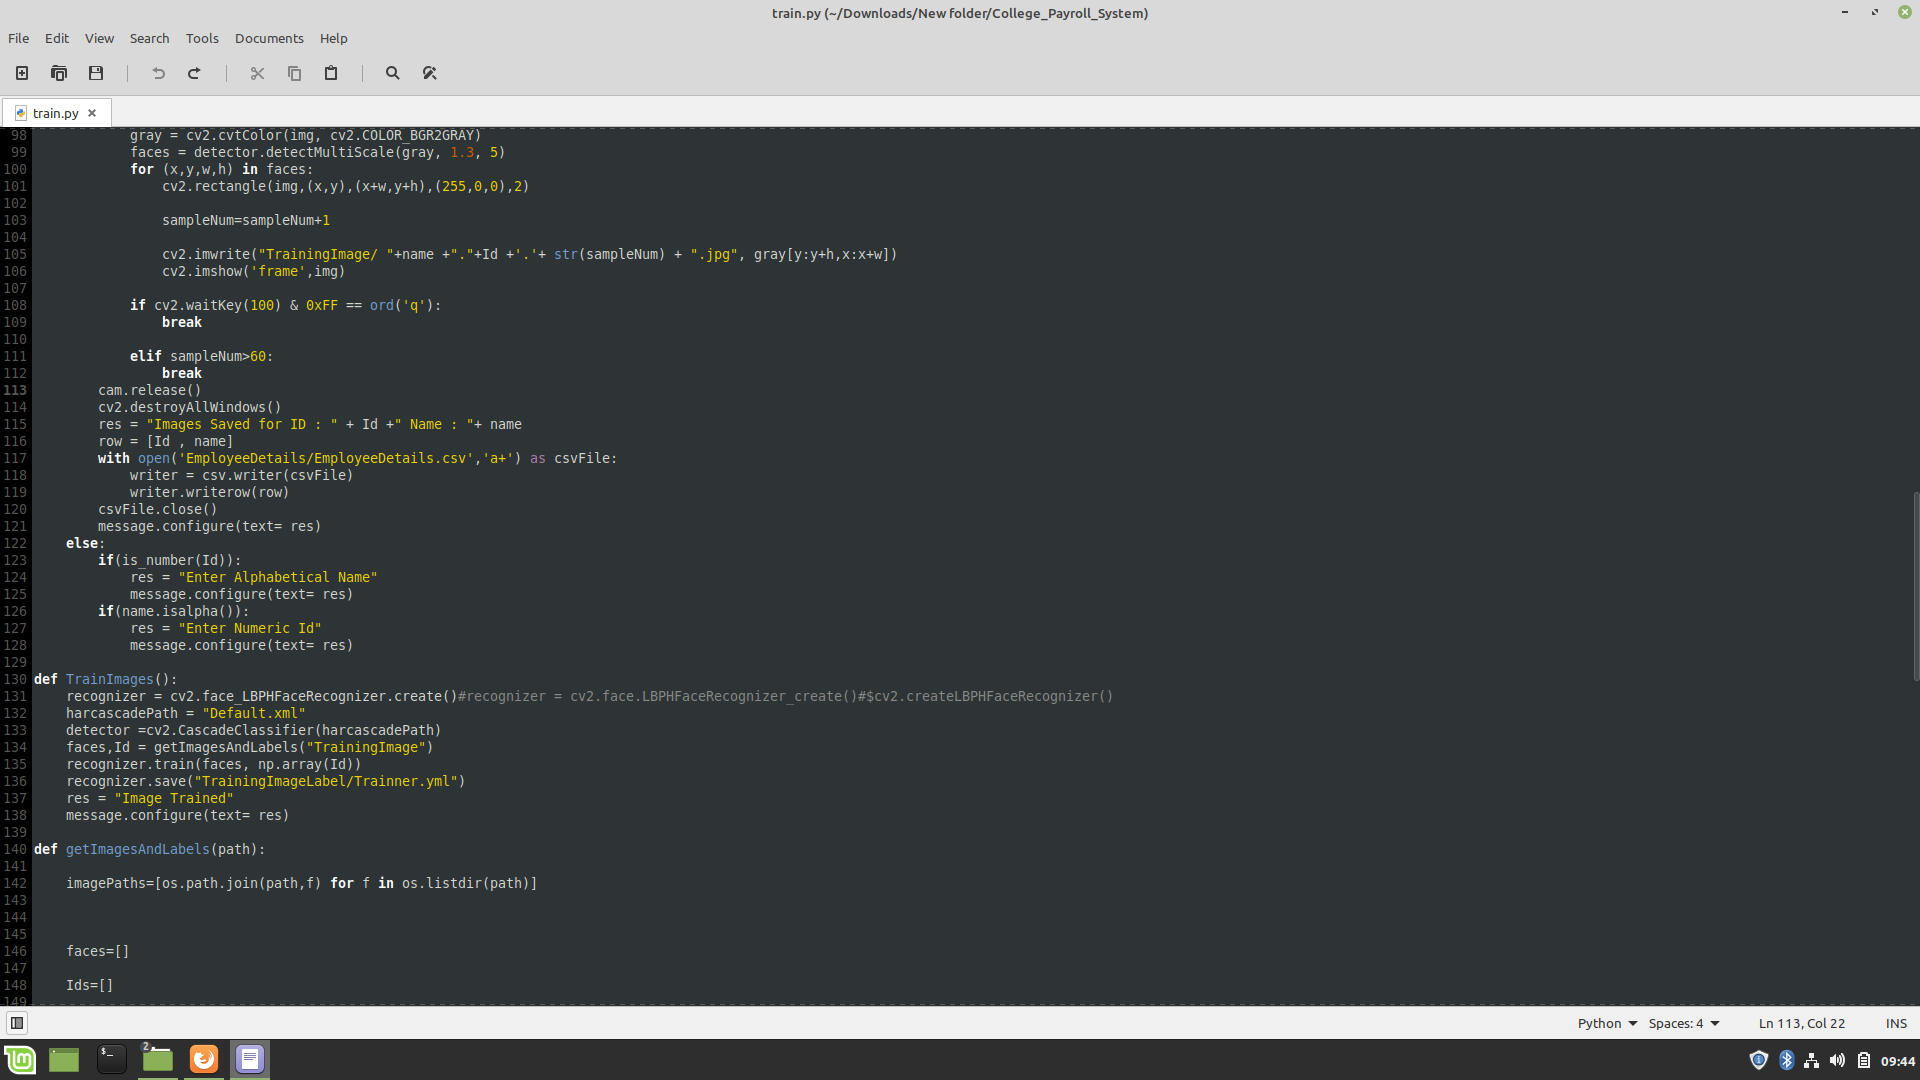 train.py (~/Downloads/New folder/College_Payroll_System)
File Edit View Search Tools Documents Help
train.py
98 gray = cv2.cvtColor(img, cv2.COLOR_BGR2GRAY)
99 faces = detector.detectMultiScale(gray, 1.3, 5)
100 for (x,y,w,h) in faces:
101 cv2.rectangle(img,(x,y),(x+w,y+h),(255,0,0),2)
102
103 sampleNum=sampleNum+1
104
105 cv2.imwrite("TrainingImage/ "+name +"."+Id +'.'+ str(sampleNum) + ".jpg", gray[y:y+h,x:x+w])
106 cv2.imshow('frame',img)
107
108 if cv2.waitKey(100) & 0xFF == ord('q'):
109 break
110
111 elif sampleNum>60:
112 break
113 cam.release()
114 cv2.destroyAllWindows()
115 res = "Images Saved for ID : " + Id +" Name : "+ name
116 row = [Id , name]
117 with open('EmployeeDetails/EmployeeDetails.csv','a+') as csvFile:
118 writer = csv.writer(csvFile)
119 writer.writerow(row)
120 csvFile.close()
121 message.configure(text= res)
122 else:
123 if(is_number(Id)):
124 res = "Enter Alphabetical Name"
125 message.configure(text= res)
126 if(name.isalpha()):
127 res = "Enter Numeric Id"
128 message.configure(text= res)
129
130 def TrainImages():
131 recognizer = cv2.face_LBPHFaceRecognizer.create()#recognizer = cv2.face.LBPHFaceRecognizer_create()#$cv2.createLBPHFaceRecognizer()
132 harcascadePath = "Default.xml"
133 detector =cv2.CascadeClassifier(harcascadePath)
134 faces,Id = getImagesAndLabels("TrainingImage")
135 recognizer.train(faces, np.array(Id))
136 recognizer.save("TrainingImageLabel/Trainner.yml")
137 res = "Image Trained"
138 message.configure(text= res)
139
140 def getImagesAndLabels(path):
141
142 imagePaths=[os.path.join(path,f) for f in os.listdir(path)]
143
144
145
146 faces=[]
147
148 Ids=[]
149
Python Spaces: 4 Ln 113, Col 22 INS
2
09:44